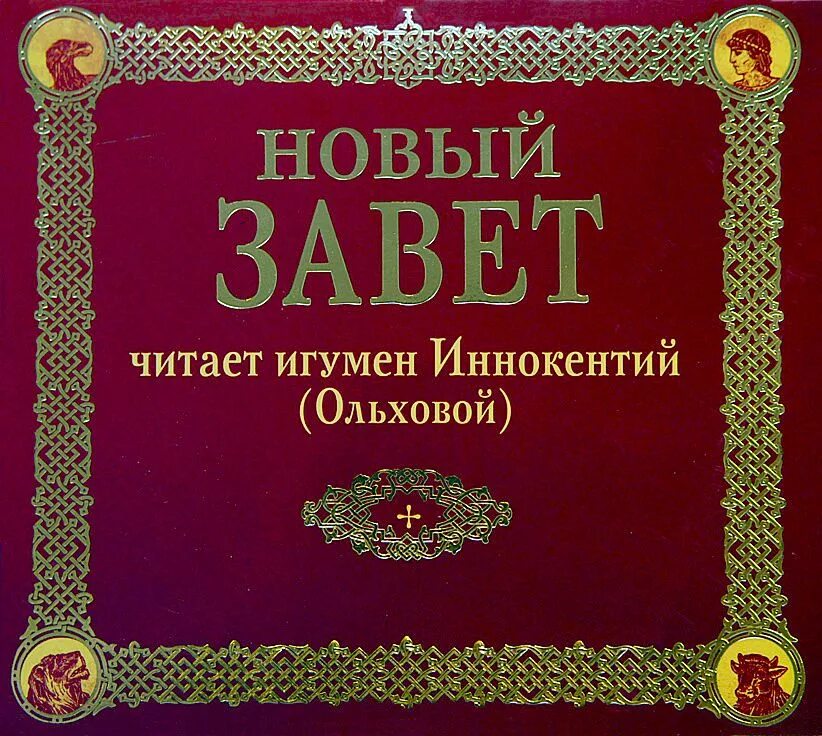 НОВЫЙ
ЗАВЕТ
читает игумен Иннокентий
(Ольховой)